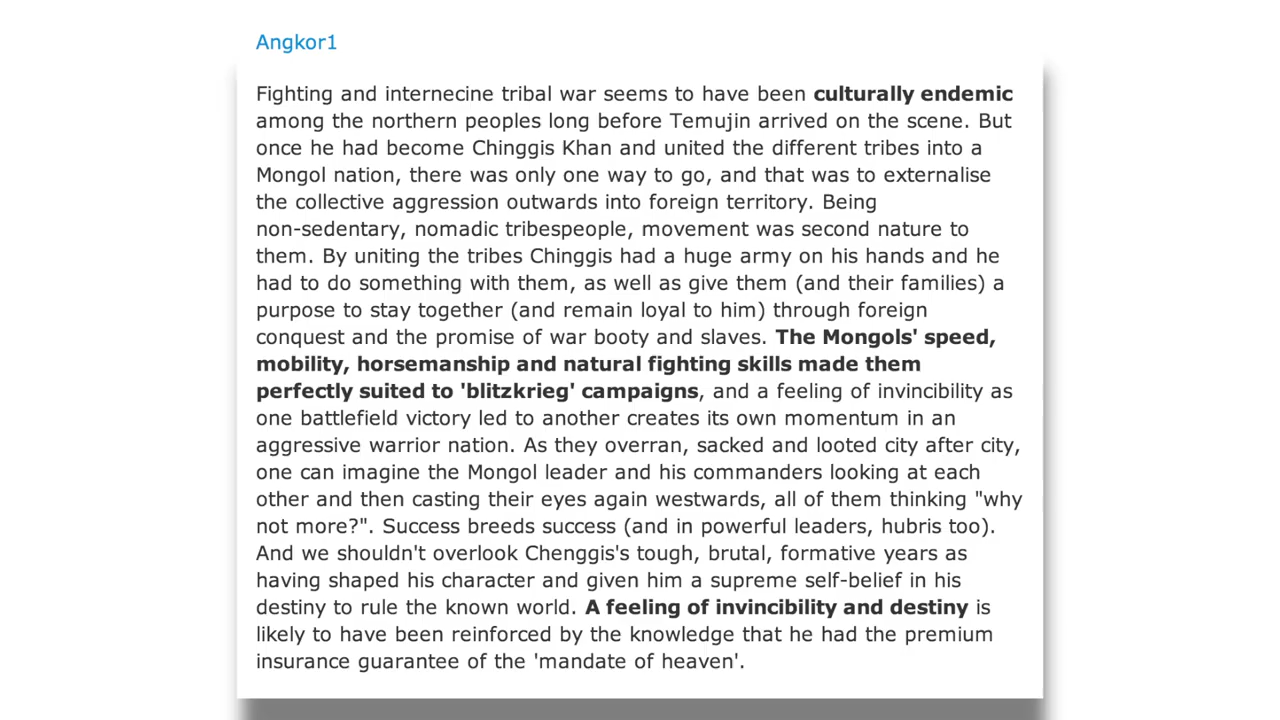 Angkor1
Fighting and internecine tribal war seems to have been culturally endemic
among the northern peoples long before Temujin arrived on the scene. But
once he had become Chinggis Khan and united the different tribes into a
Mongol nation, there was only one way to go, and that was to externalise
the collective aggression outwards into foreign territory. Being
non-sedentary, nomadic tribespeople, movement was second nature to
them. By uniting the tribes Chinggis had a huge army on his hands and he
had to do something with them, as well as give them (and their families) a
purpose to stay together (and remain loyal to him) through foreign
conquest and the promise of war booty and slaves. The Mongols' speed,
mobility, horsemanship and natural fighting skills made them
perfectly suited to 'blitzkrieg' campaigns, and a feeling of invincibility as
one battlefield victory led to another creates its own momentum in an
aggressive warrior nation. As they overran, sacked and looted city after city,
one can imagine the Mongol leader and his commanders looking at each
other and then casting their eyes again westwards, all of them thinking "why
not more?". Success breeds success (and in powerful leaders, hubris too).
And we shouldn't overlook Chenggis's tough, brutal, formative years as
having shaped his character and given him a supreme self-belief in his
destiny to rule the known world. A feeling of invincibility and destiny is
likely to have been reinforced by the knowledge that he had the premium
insurance guarantee of the 'mandate of heaven'.